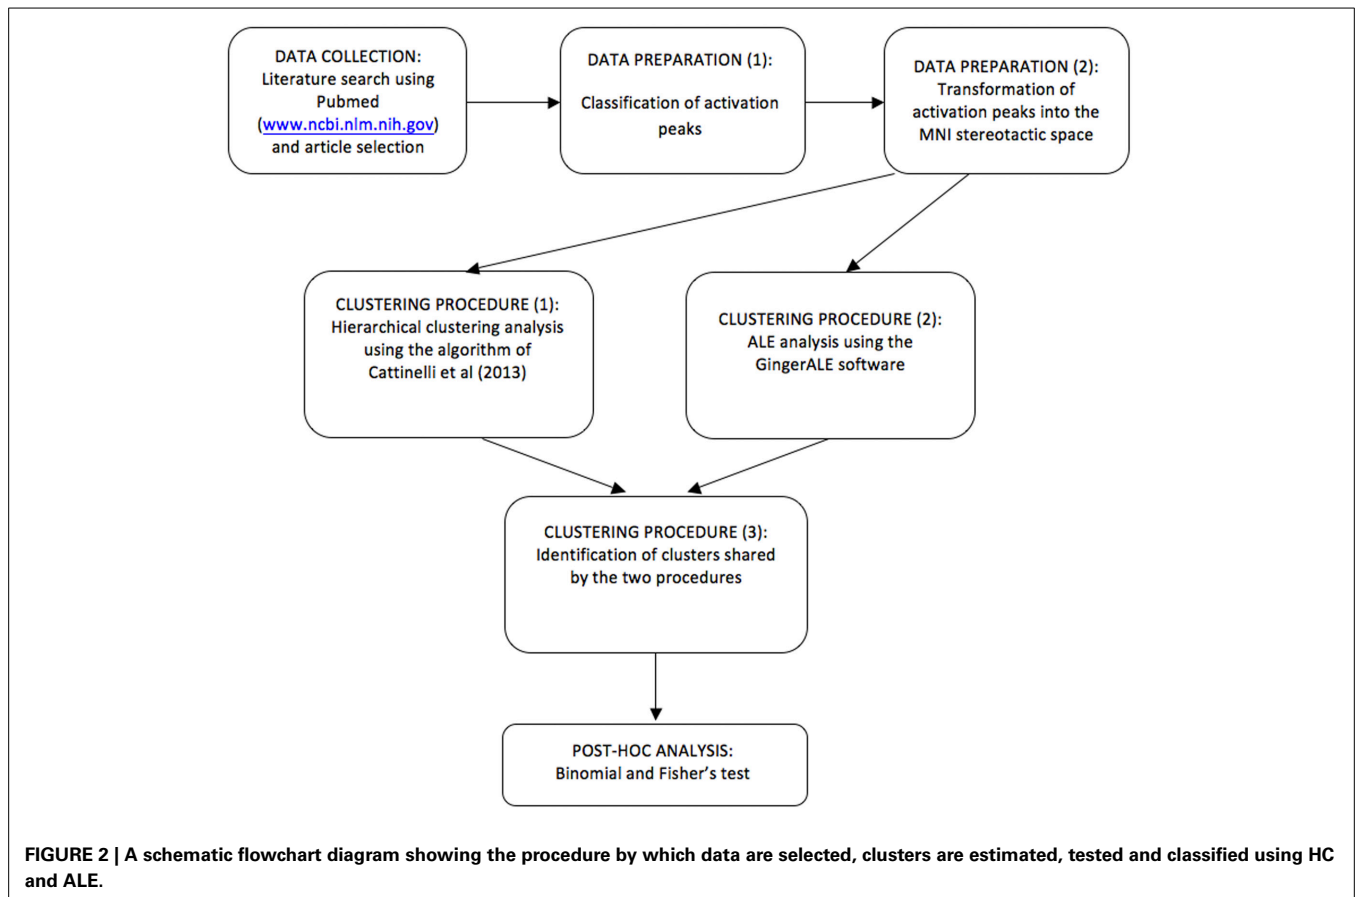 DATA COLLECTION:
Literature search using
Pubmed
(www.ncbi.nlm.nih.gov)
and article selection
DATA PREPARATION (1):
Classification of activation
peaks
DATA PREPARATION (2):
Transformation of
activation peaks into the
MNI stereotactic space
CLUSTERING PROCEDURE (1):
Hierarchical clustering analysis
using the algorithm of
Cattinelli et al (2013)
CLUSTERING PROCEDURE (2):
ALE analysis using the
GingerALE software
CLUSTERING PROCEDURE (3):
Identification of clusters shared
by the two procedures
POST-HOC ANALYSIS:
Binomial and Fisher's test
FIGURE 2 | A schematic flowchart diagram showing the procedure by which data are selected, clusters are estimated, tested and classified using HC
and ALE.